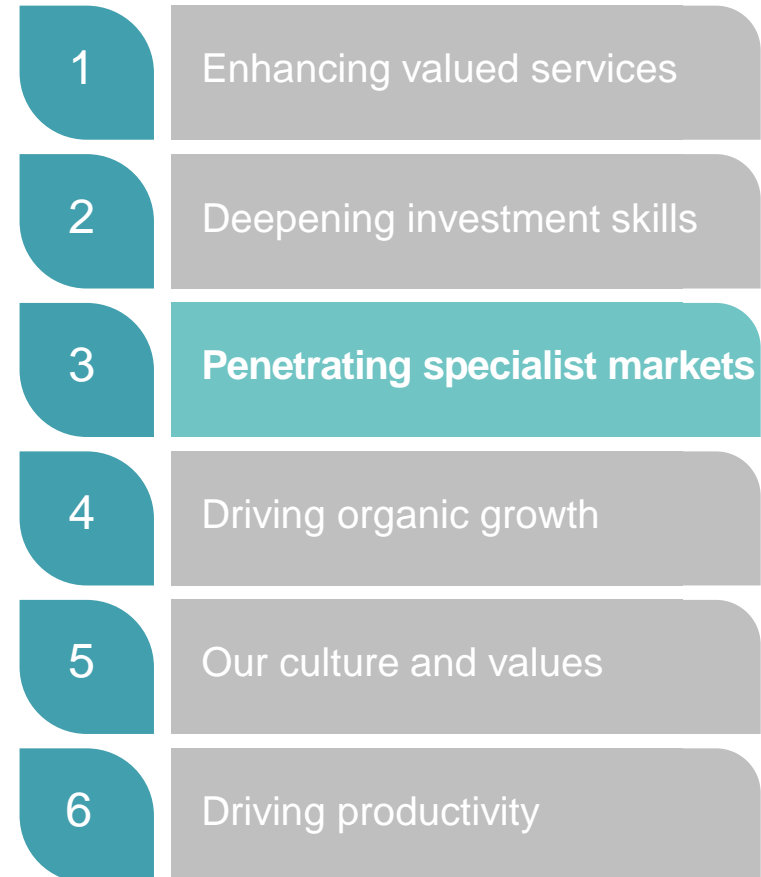 1 Enhancing valued services
2 Deepening investment skills
3 Penetrating specialist markets
4 Driving organic growth
5 Our culture and values
6 Driving productivity